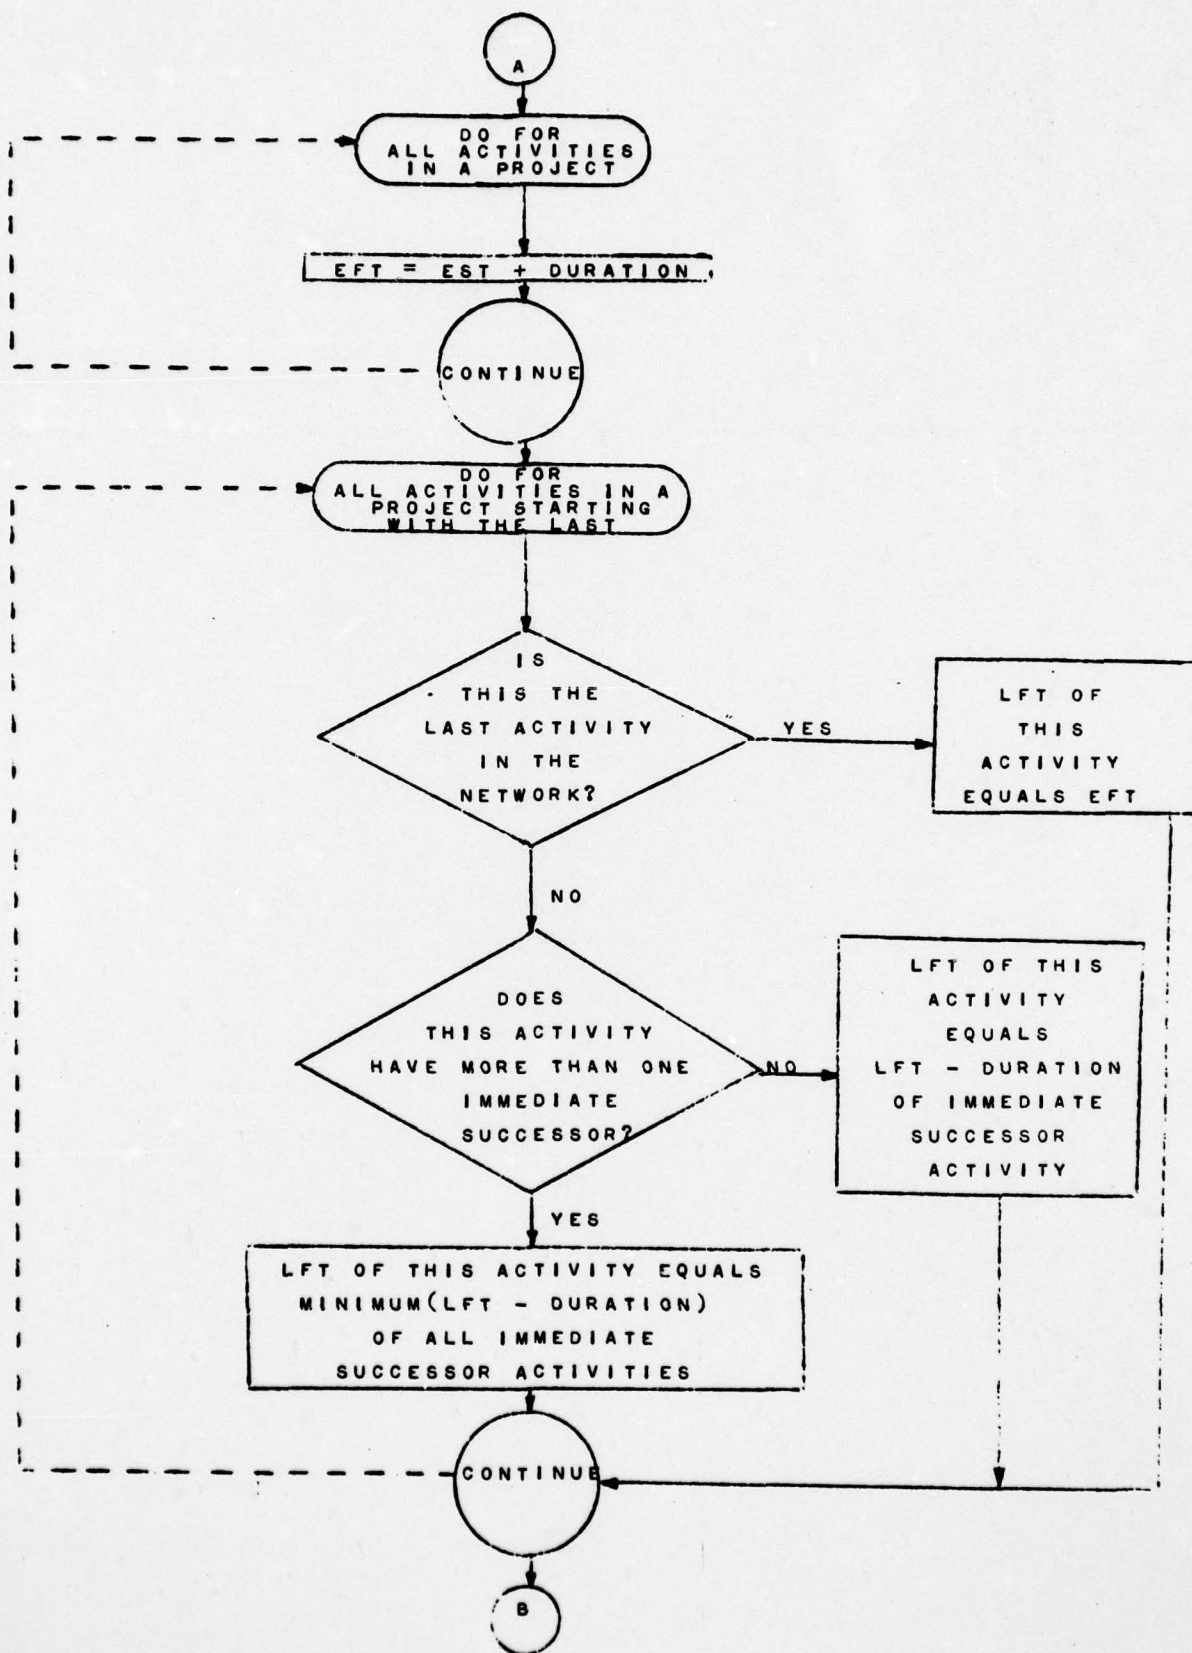 A
DO FOR
ALL ACTIVITIES
IN A PROJECT
EFT = EST + DURATION
CONTINUE
DO FOR
ALL ACTIVITIES IN A
PROJECT STARTING
WITH THE LAST
IS
THIS THE
LAST ACTIVITY
IN THE
NETWORK?
YES
LFT OF
THIS
ACTIVITY
EQUALS EFT
NO
DOES
THIS ACTIVITY
HAVE MORE THAN ONE
IMMEDIATE
SUCCESSOR?
NO
LFT OF THIS
ACTIVITY
EQUALS
LFT - DURATION
OF IMMEDIATE
SUCCESSOR
ACTIVITY
YES
LFT OF THIS ACTIVITY EQUALS
MINIMUM(LFT - DURATION)
OF ALL IMMEDIATE
SUCCESSOR ACTIVITIES
CONTINUE
B